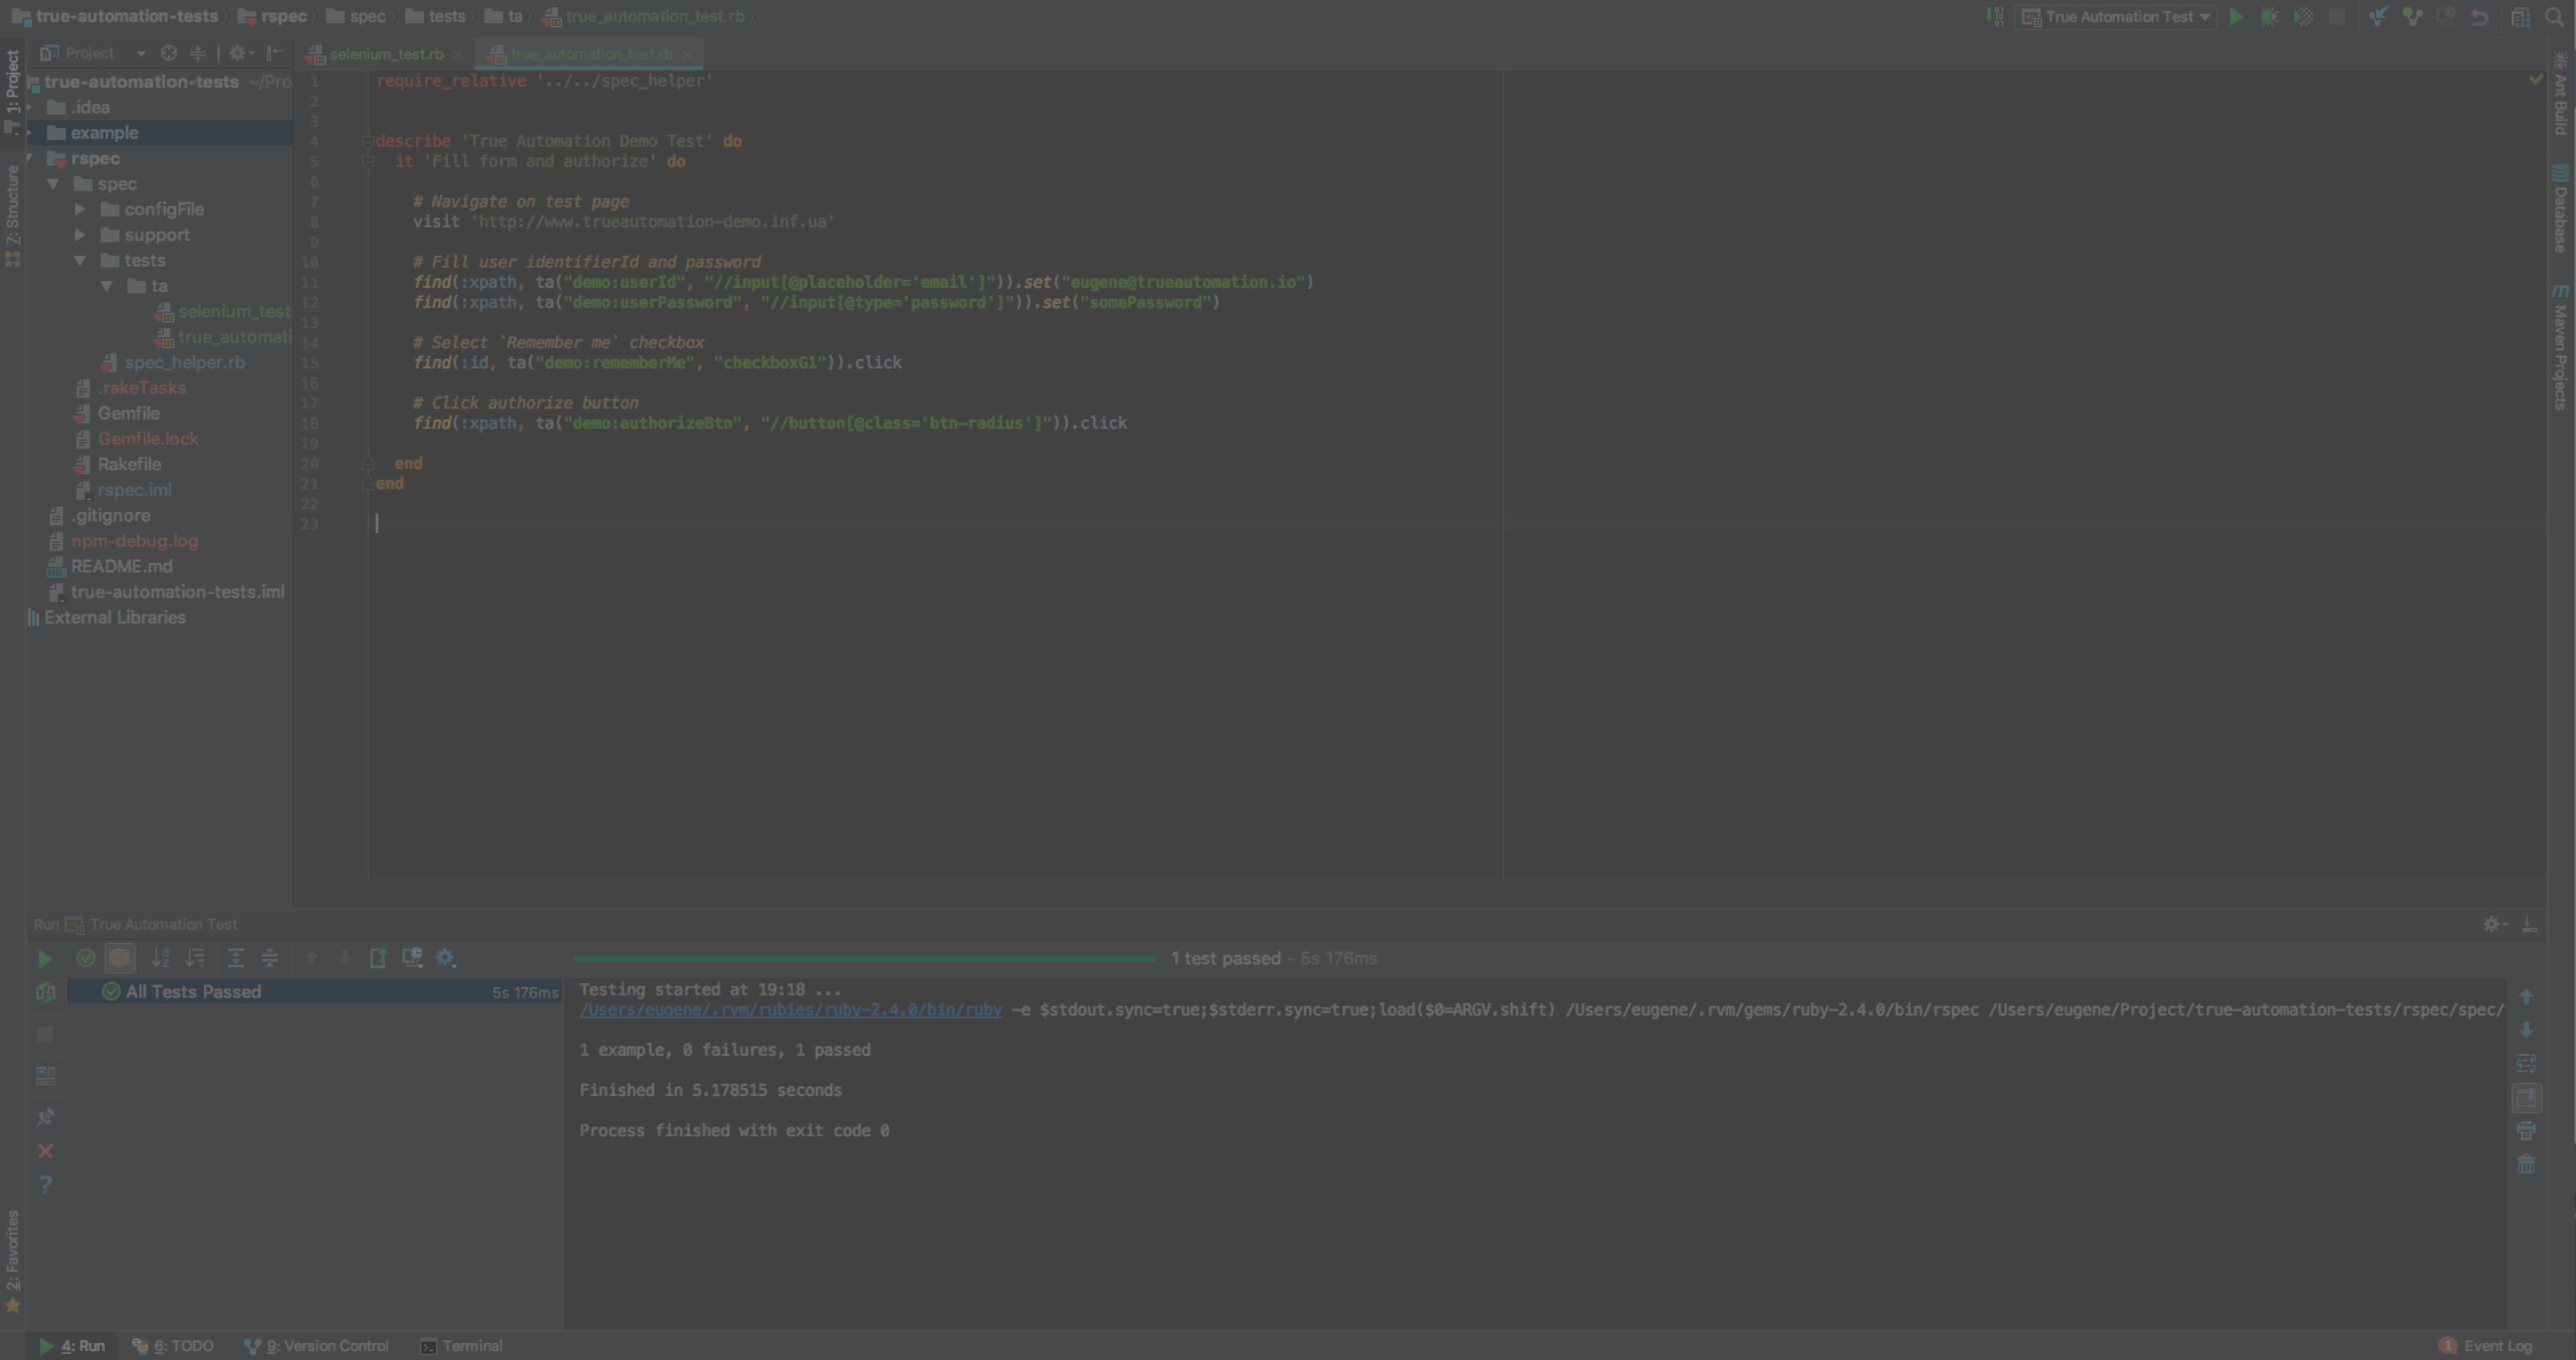 true-automation-tests rspec spec tests ta true_automation_test.rb
True Automation Test
Project
selenium_test.rb
true_automation_test.rb
1: Project
7: Structure
2: Favorites
true-automation-tests ~/Pro
.idea
example
rspec
spec
configFile
support
tests
ta
selenium_test
true_automati
spec_helper.rb
.rakeTasks
Gemfile
Gemfile.lock
Rakefile
rspec.iml
.gitignore
npm-debug.log
README.md
true-automation-tests.iml
External Libraries
1 require_relative '../../spec_helper'
2
3
4 describe 'True Automation Demo Test' do
5 it 'Fill form and authorize' do
6
7 # Navigate on test page
8 visit 'http://www.trueautomation-demo.inf.ua'
9
10 # Fill user identifierId and password
11 find(:xpath, ta("demo:userId", "//input[@placeholder='email']")).set("eugene@trueautomation.io")
12 find(:xpath, ta("demo:userPassword", "//input[@type='password']")).set("somePassword")
13
14 # Select `Remember me` checkbox
15 find(:id, ta("demo:rememberMe", "checkboxG1")).click
16
17 # Click authorize button
18 find(:xpath, ta("demo:authorizeBtn", "//button[@class='btn-radius']")).click
19
20 end
21 end
22
23
Ant Build
Database
Maven Projects
Run True Automation Test
1 test passed - 5s 176ms
All Tests Passed 5s 176ms
Testing started at 19:18 ...
/Users/eugene/.rvm/rubies/ruby-2.4.0/bin/ruby -e $stdout.sync=true;$stderr.sync=true;load($0=ARGV.shift) /Users/eugene/.rvm/gems/ruby-2.4.0/bin/rspec /Users/eugene/Project/true-automation-tests/rspec/spec/
1 example, 0 failures, 1 passed
Finished in 5.178515 seconds
Process finished with exit code 0
4: Run 6: TODO 9: Version Control Terminal
1 Event Log